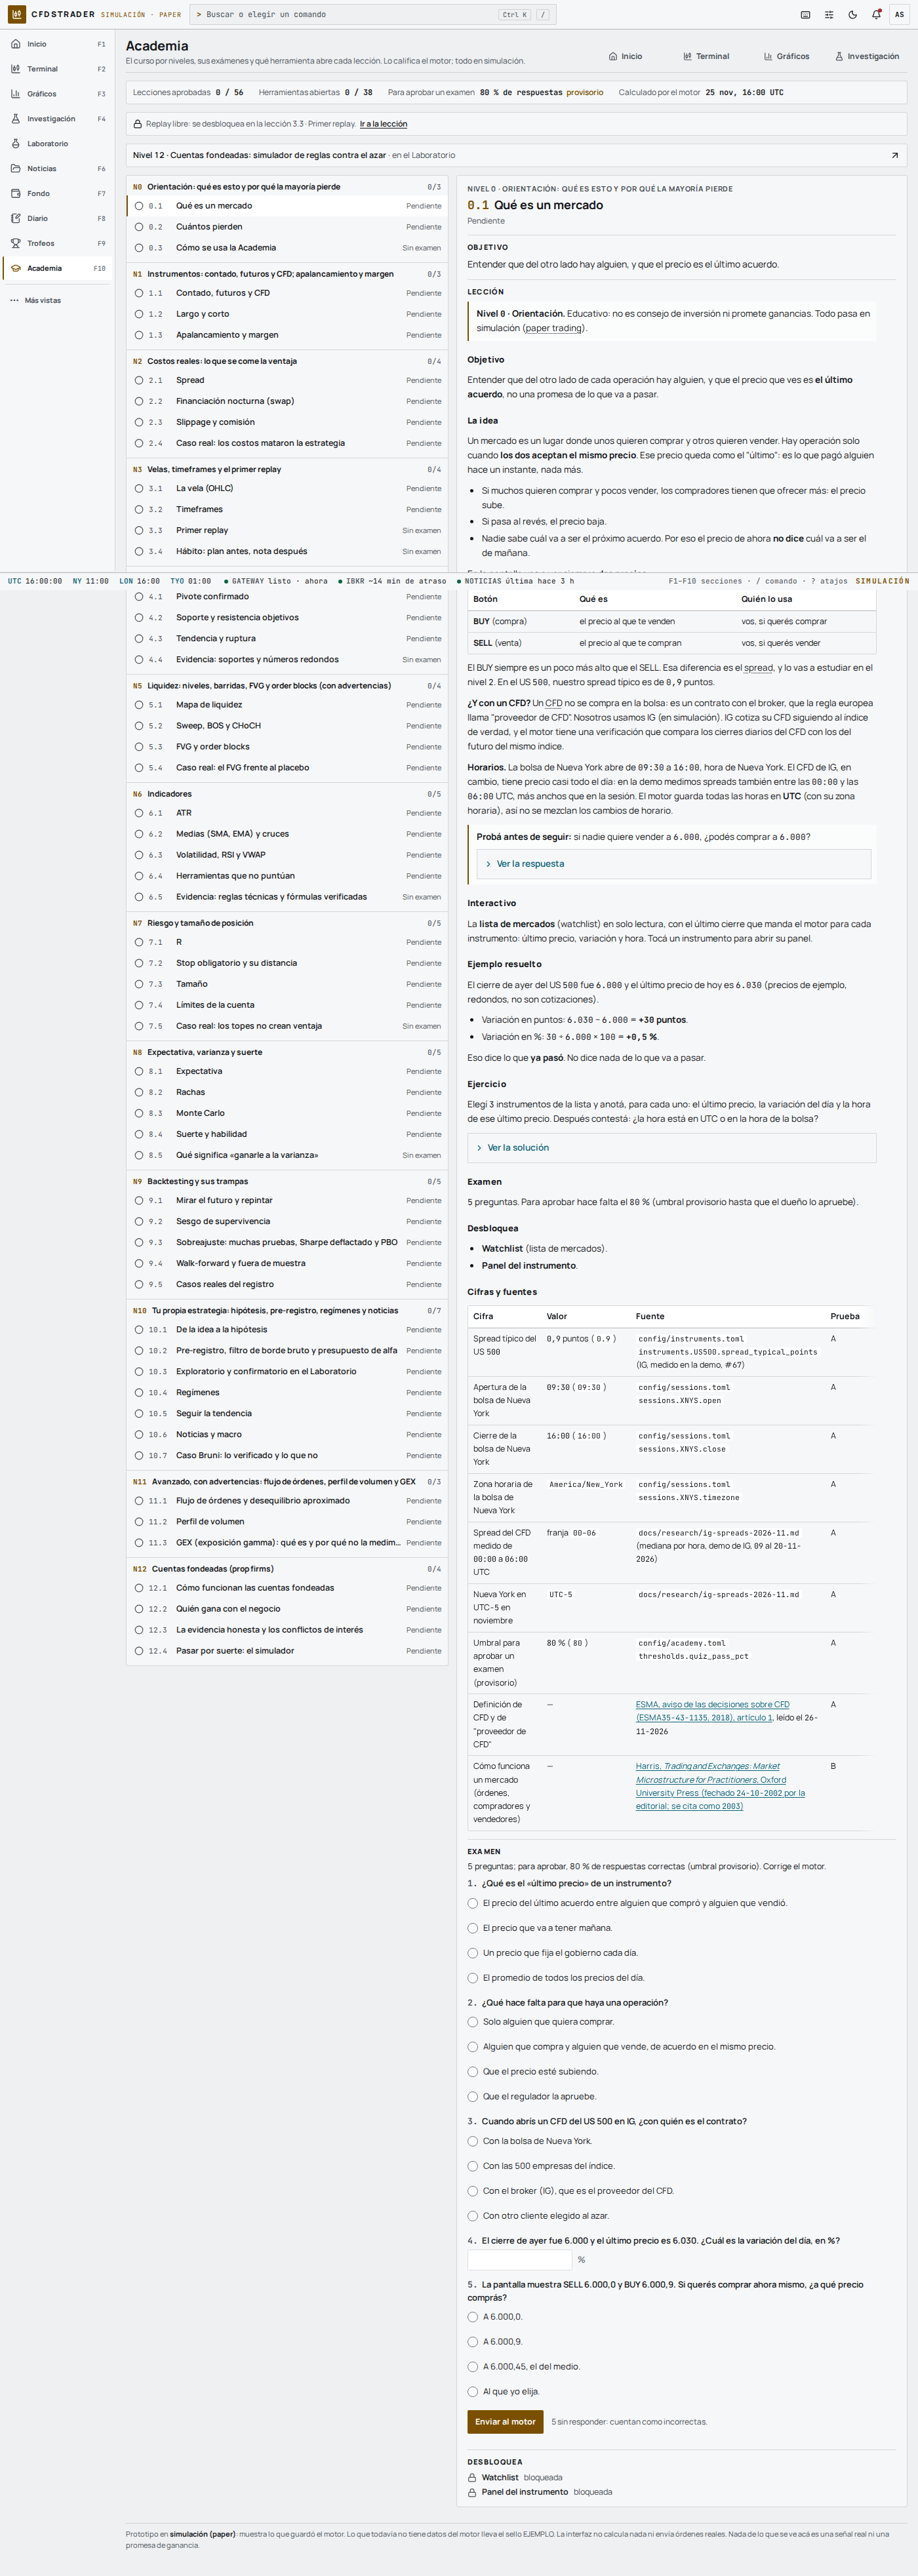 CFDSTRADER SIMULACIÓN · PAPER > Buscar o elegir un comando Ctrl K / AS
Inicio F1
Terminal F2
Gráficos F3
Investigación F4
Laboratorio
Noticias F6
Fondo F7
Diario F8
Trofeos F9
Academia F10
Más vistas
Academia
El curso por niveles, sus exámenes y qué herramienta abre cada lección. Lo califica el motor; todo en simulación.
Inicio Terminal Gráficos Investigación
Lecciones aprobadas 0 / 56 Herramientas abiertas 0 / 38 Para aprobar un examen 80 % de respuestas provisorio Calculado por el motor 25 nov, 16:00 UTC
Replay libre: se desbloquea en la lección 3.3 · Primer replay. Ir a la lección
Nivel 12 · Cuentas fondeadas: simulador de reglas contra el azar · en el Laboratorio
N0 Orientación: qué es esto y por qué la mayoría pierde 0/3
0.1 Qué es un mercado Pendiente
0.2 Cuántos pierden Pendiente
0.3 Cómo se usa la Academia Sin examen
N1 Instrumentos: contado, futuros y CFD; apalancamiento y margen 0/3
1.1 Contado, futuros y CFD Pendiente
1.2 Largo y corto Pendiente
1.3 Apalancamiento y margen Pendiente
N2 Costos reales: lo que se come la ventaja 0/4
2.1 Spread Pendiente
2.2 Financiación nocturna (swap) Pendiente
2.3 Slippage y comisión Pendiente
2.4 Caso real: los costos mataron la estrategia Pendiente
N3 Velas, timeframes y el primer replay 0/4
3.1 La vela (OHLC) Pendiente
3.2 Timeframes Pendiente
3.3 Primer replay Sin examen
3.4 Hábito: plan antes, nota después Sin examen
UTC 16:00:00 NY 11:00 LON 16:00 TYO 01:00 GATEWAY listo · ahora IBKR ~14 min de atraso NOTICIAS última hace 3 h F1–F10 secciones · / comando · ? atajos SIMULACIÓN
4.1 Pivote confirmado Pendiente
4.2 Soporte y resistencia objetivos Pendiente
4.3 Tendencia y ruptura Pendiente
4.4 Evidencia: soportes y números redondos Sin examen
N5 Liquidez: niveles, barridas, FVG y order blocks (con advertencias) 0/4
5.1 Mapa de liquidez Pendiente
5.2 Sweep, BOS y CHoCH Pendiente
5.3 FVG y order blocks Pendiente
5.4 Caso real: el FVG frente al placebo Pendiente
N6 Indicadores 0/5
6.1 ATR Pendiente
6.2 Medias (SMA, EMA) y cruces Pendiente
6.3 Volatilidad, RSI y VWAP Pendiente
6.4 Herramientas que no puntúan Pendiente
6.5 Evidencia: reglas técnicas y fórmulas verificadas Sin examen
N7 Riesgo y tamaño de posición 0/5
7.1 R Pendiente
7.2 Stop obligatorio y su distancia Pendiente
7.3 Tamaño Pendiente
7.4 Límites de la cuenta Pendiente
7.5 Caso real: los topes no crean ventaja Sin examen
N8 Expectativa, varianza y suerte 0/5
8.1 Expectativa Pendiente
8.2 Rachas Pendiente
8.3 Monte Carlo Pendiente
8.4 Suerte y habilidad Pendiente
8.5 Qué significa «ganarle a la varianza» Sin examen
N9 Backtesting y sus trampas 0/5
9.1 Mirar el futuro y repintar Pendiente
9.2 Sesgo de supervivencia Pendiente
9.3 Sobreajuste: muchas pruebas, Sharpe deflactado y PBO Pendiente
9.4 Walk-forward y fuera de muestra Pendiente
9.5 Casos reales del registro Pendiente
N10 Tu propia estrategia: hipótesis, pre-registro, regímenes y noticias 0/7
10.1 De la idea a la hipótesis Pendiente
10.2 Pre-registro, filtro de borde bruto y presupuesto de alfa Pendiente
10.3 Exploratorio y confirmatorio en el Laboratorio Pendiente
10.4 Regímenes Pendiente
10.5 Seguir la tendencia Pendiente
10.6 Noticias y macro Pendiente
10.7 Caso Bruni: lo verificado y lo que no Pendiente
N11 Avanzado, con advertencias: flujo de órdenes, perfil de volumen y GEX 0/3
11.1 Flujo de órdenes y desequilibrio aproximado Pendiente
11.2 Perfil de volumen Pendiente
11.3 GEX (exposición gamma): qué es y por qué no la medim... Pendiente
N12 Cuentas fondeadas (prop firms) 0/4
12.1 Cómo funcionan las cuentas fondeadas Pendiente
12.2 Quién gana con el negocio Pendiente
12.3 La evidencia honesta y los conflictos de interés Pendiente
12.4 Pasar por suerte: el simulador Pendiente
NIVEL 0 · ORIENTACIÓN: QUÉ ES ESTO Y POR QUÉ LA MAYORÍA PIERDE
0.1 Qué es un mercado
Pendiente
OBJETIVO
Entender que del otro lado hay alguien, y que el precio es el último acuerdo.
LECCIÓN
Nivel 0 · Orientación. Educativo: no es consejo de inversión ni promete ganancias. Todo pasa en
simulación (paper trading).
Objetivo
Entender que del otro lado de cada operación hay alguien, y que el precio que ves es el último
acuerdo, no una promesa de lo que va a pasar.
La idea
Un mercado es un lugar donde unos quieren comprar y otros quieren vender. Hay operación solo
cuando los dos aceptan el mismo precio. Ese precio queda como el "último": es lo que pagó alguien
hace un instante, nada más.
Si muchos quieren comprar y pocos vender, los compradores tienen que ofrecer más: el precio
sube.
Si pasa al revés, el precio baja.
Nadie sabe cuál va a ser el próximo acuerdo. Por eso el precio de ahora no dice cuál va a ser el
de mañana.
Botón Qué es Quién lo usa
BUY (compra) el precio al que te venden vos, si querés comprar
SELL (venta) el precio al que te compran vos, si querés vender
El BUY siempre es un poco más alto que el SELL. Esa diferencia es el spread, y lo vas a estudiar en el
nivel 2. En el US 500, nuestro spread típico es de 0,9 puntos.
¿Y con un CFD? Un CFD no se compra en la bolsa: es un contrato con el broker, que la regla europea
llama "proveedor de CFD". Nosotros usamos IG (en simulación). IG cotiza su CFD siguiendo al índice
de verdad, y el motor tiene una verificación que compara los cierres diarios del CFD con los del
futuro del mismo índice.
Horarios. La bolsa de Nueva York abre de 09:30 a 16:00, hora de Nueva York. El CFD de IG, en
cambio, tiene precio casi todo el día: en la demo medimos spreads también entre las 00:00 y las
06:00 UTC, más anchos que en la sesión. El motor guarda todas las horas en UTC (con su zona
horaria), así no se mezclan los cambios de horario.
Probá antes de seguir: si nadie quiere vender a 6.000, ¿podés comprar a 6.000?
Ver la respuesta
Interactivo
La lista de mercados (watchlist) en solo lectura, con el último cierre que manda el motor para cada
instrumento: último precio, variación y hora. Tocá un instrumento para abrir su panel.
Ejemplo resuelto
El cierre de ayer del US 500 fue 6.000 y el último precio de hoy es 6.030 (precios de ejemplo,
redondos, no son cotizaciones).
Variación en puntos: 6.030 − 6.000 = +30 puntos.
Variación en %: 30 ÷ 6.000 × 100 = +0,5 %.
Eso dice lo que ya pasó. No dice nada de lo que va a pasar.
Ejercicio
Elegí 3 instrumentos de la lista y anotá, para cada uno: el último precio, la variación del día y la hora
de ese último precio. Después contestá: ¿la hora está en UTC o en la hora de la bolsa?
Ver la solución
Examen
5 preguntas. Para aprobar hace falta el 80 % (umbral provisorio hasta que el dueño lo apruebe).
Desbloquea
Watchlist (lista de mercados).
Panel del instrumento.
Cifras y fuentes
Cifra Valor Fuente Prueba
Spread típico del US 500 0,9 puntos ( 0.9 ) config/instruments.toml instruments.US500.spread_typical_points (IG, medido en la demo, #67) A
Apertura de la bolsa de Nueva York 09:30 ( 09:30 ) config/sessions.toml sessions.XNYS.open A
Cierre de la bolsa de Nueva York 16:00 ( 16:00 ) config/sessions.toml sessions.XNYS.close A
Zona horaria de la bolsa de Nueva York America/New_York config/sessions.toml sessions.XNYS.timezone A
Spread del CFD medido de 00:00 a 06:00 UTC franja 00-06 docs/research/ig-spreads-2026-11.md (mediana por hora, demo de IG, 09 al 20-11-2026) A
Nueva York en UTC-5 en noviembre UTC-5 docs/research/ig-spreads-2026-11.md A
Umbral para aprobar un examen (provisorio) 80 % ( 80 ) config/academy.toml thresholds.quiz_pass_pct A
Definición de CFD y de "proveedor de CFD" — ESMA, aviso de las decisiones sobre CFD (ESMA35-43-1135, 2018), artículo 1, leído el 26-11-2026 A
Cómo funciona un mercado (órdenes, compradores y vendedores) — Harris, Trading and Exchanges: Market Microstructure for Practitioners, Oxford University Press (fechado 24-10-2002 por la editorial; se cita como 2003) B
EXAMEN
5 preguntas; para aprobar, 80 % de respuestas correctas (umbral provisorio). Corrige el motor.
1. ¿Qué es el «último precio» de un instrumento?
El precio del último acuerdo entre alguien que compró y alguien que vendió.
El precio que va a tener mañana.
Un precio que fija el gobierno cada día.
El promedio de todos los precios del día.
2. ¿Qué hace falta para que haya una operación?
Solo alguien que quiera comprar.
Alguien que compra y alguien que vende, de acuerdo en el mismo precio.
Que el precio esté subiendo.
Que el regulador la apruebe.
3. Cuando abrís un CFD del US 500 en IG, ¿con quién es el contrato?
Con la bolsa de Nueva York.
Con las 500 empresas del índice.
Con el broker (IG), que es el proveedor del CFD.
Con otro cliente elegido al azar.
4. El cierre de ayer fue 6.000 y el último precio es 6.030. ¿Cuál es la variación del día, en %?
%
5. La pantalla muestra SELL 6.000,0 y BUY 6.000,9. Si querés comprar ahora mismo, ¿a qué precio
comprás?
A 6.000,0.
A 6.000,9.
A 6.000,45, el del medio.
Al que yo elija.
Enviar al motor 5 sin responder: cuentan como incorrectas.
DESBLOQUEA
Watchlist bloqueada
Panel del instrumento bloqueada
Prototipo en simulación (paper): muestra lo que guardó el motor. Lo que todavía no tiene datos del motor lleva el sello EJEMPLO. La interfaz no calcula nada ni envía órdenes reales. Nada de lo que se ve acá es una señal real ni una
promesa de ganancia.